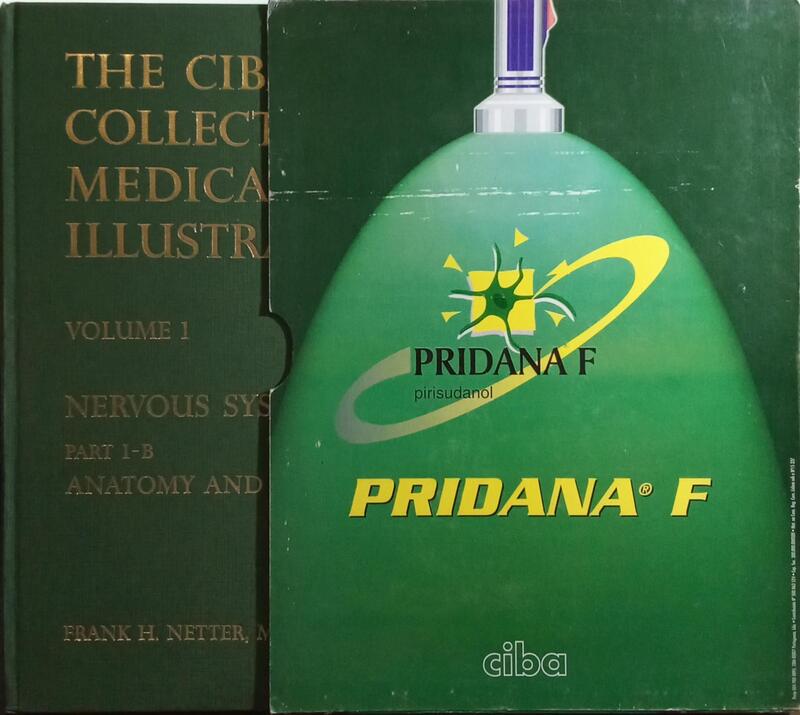 THE CIB
COLLECT
MEDICA
ILLUSTRA
VOLUME 1
NERVOUS SYS
PART 1-B
ANATOMY AND
FRANK H. NETTER, M
PRIDANA F
pirisudanol
PRIDANA® F
ciba